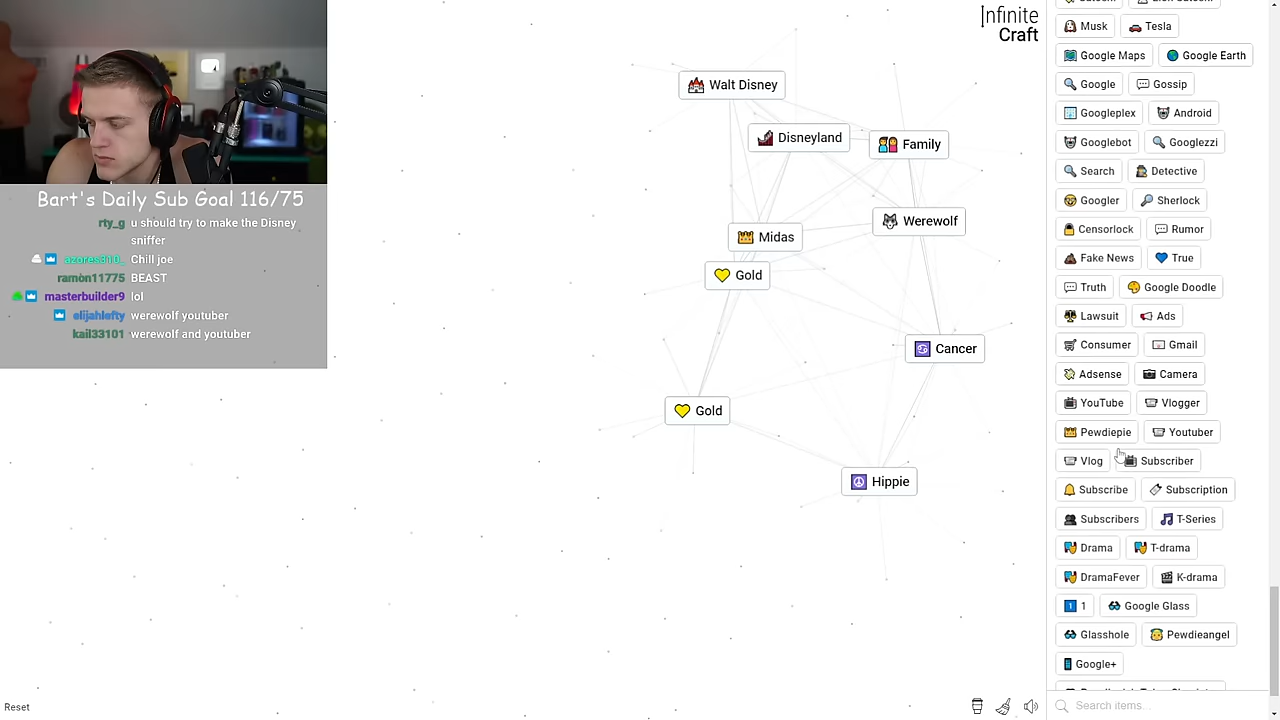 Infinite
Craft
Walt Disney
Disneyland
Family
Werewolf
Midas
Gold
Cancer
Gold
Hippie
Bart's Daily Sub Goal 116/75
rty_g u should try to make the Disney
sniffer
Chill joe
ramón11775 BEAST
masterbuilder9 lol
elijahlefty werewolf youtuber
kail33101 werewolf and youtuber
Musk Tesla
Google Maps Google Earth
Google Gossip
Googleplex Android
Googlebot Googlezzi
Search Detective
Googler Sherlock
Censorlock Rumor
Fake News True
Truth Google Doodle
Lawsuit Ads
Consumer Gmail
Adsense Camera
YouTube Vlogger
Pewdiepie Youtuber
Vlog Subscriber
Subscribe Subscription
Subscribers T-Series
Drama T-drama
DramaFever K-drama
1 Google Glass
Glasshole Pewdieangel
Google+
Reset
Search items...